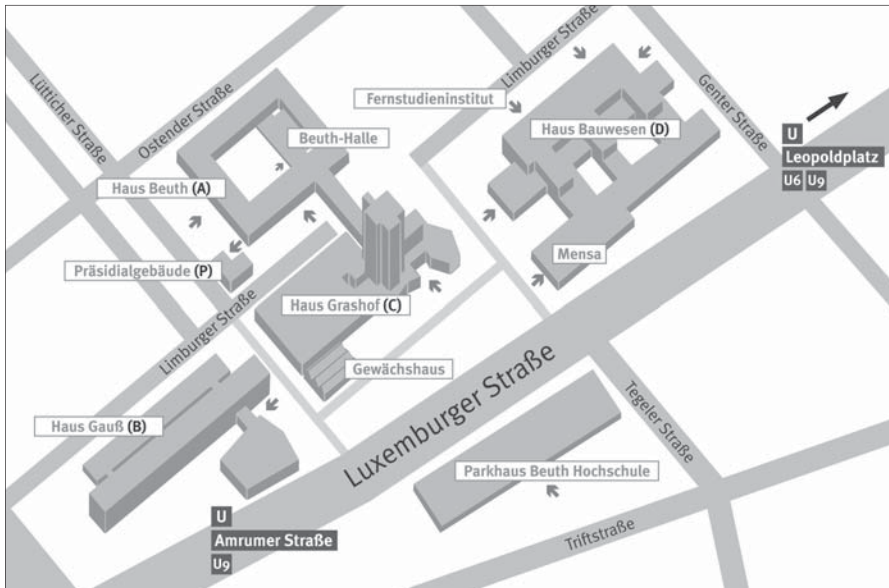 Limburger Straße
Lütticher Straße
Ostender Straße
Genter Straße
Fernstudieninstitut
Haus Bauwesen (D)
Beuth-Halle
U
Leopoldplatz
U6 U9
Haus Beuth (A)
Mensa
Präsidialgebäude (P)
Haus Grashof (C)
Limburger Straße
Gewächshaus
Luxemburger Straße
Tegeler Straße
Haus Gauß (B)
Parkhaus Beuth Hochschule
U
Amrumer Straße
U9
Triftstraße